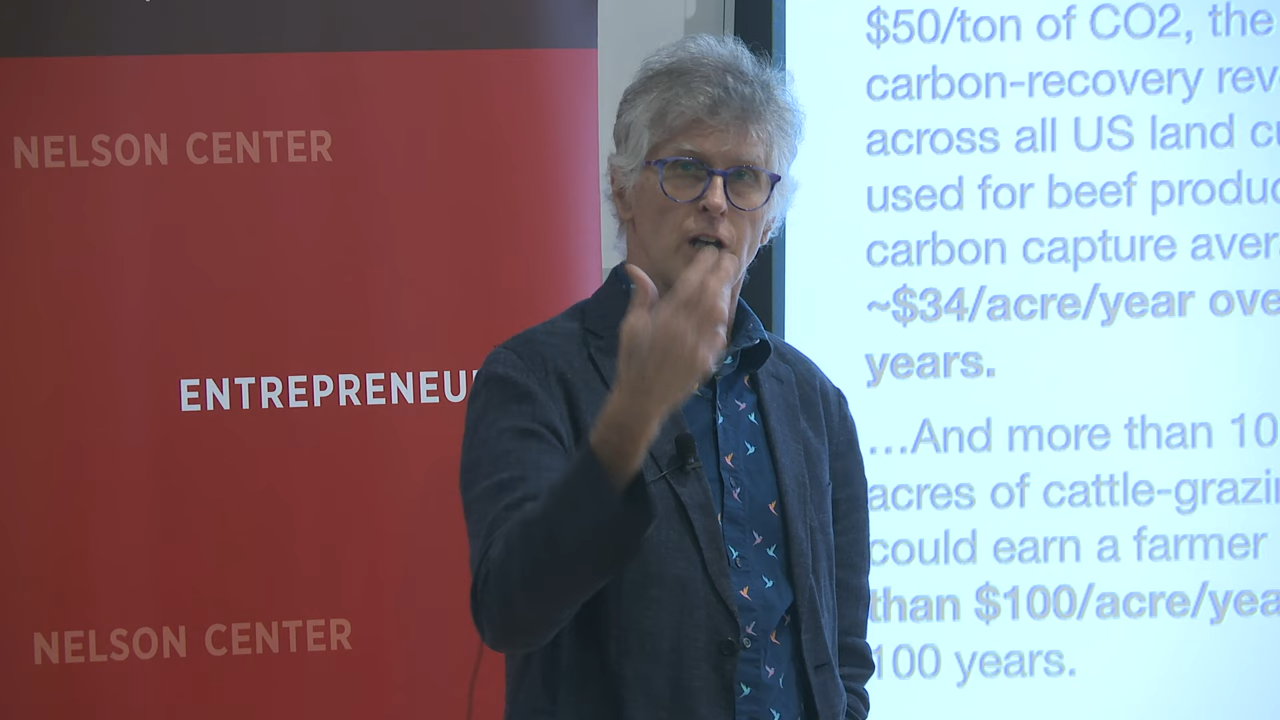 NELSON CENTER
ENTREPRENEU
NELSON CENTER
$50/ton of CO2, the
carbon-recovery rev
across all US land
used for beef produc
carbon capture aver
~$34/acre/year ove
years.
…And more than 10
acres of cattle-grazi
could earn a farmer
than $100/acre/yea
100 years.